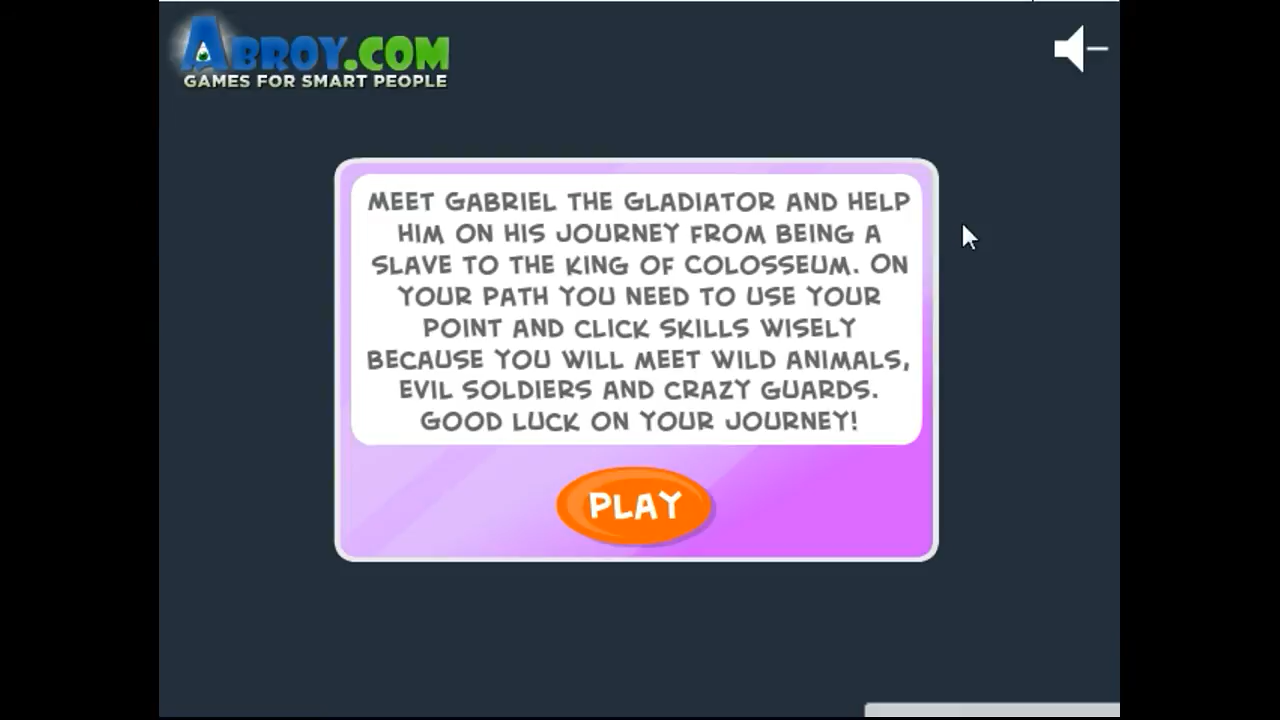 ABROY.COM
GAMES FOR SMART PEOPLE
MEET GABRIEL THE GLADIATOR AND HELP
HIM ON HIS JOURNEY FROM BEING A
SLAVE TO THE KING OF COLOSSEUM. ON
YOUR PATH YOU NEED TO USE YOUR
POINT AND CLICK SKILLS WISELY
BECAUSE YOU WILL MEET WILD ANIMALS,
EVIL SOLDIERS AND CRAZY GUARDS.
GOOD LUCK ON YOUR JOURNEY!
PLAY